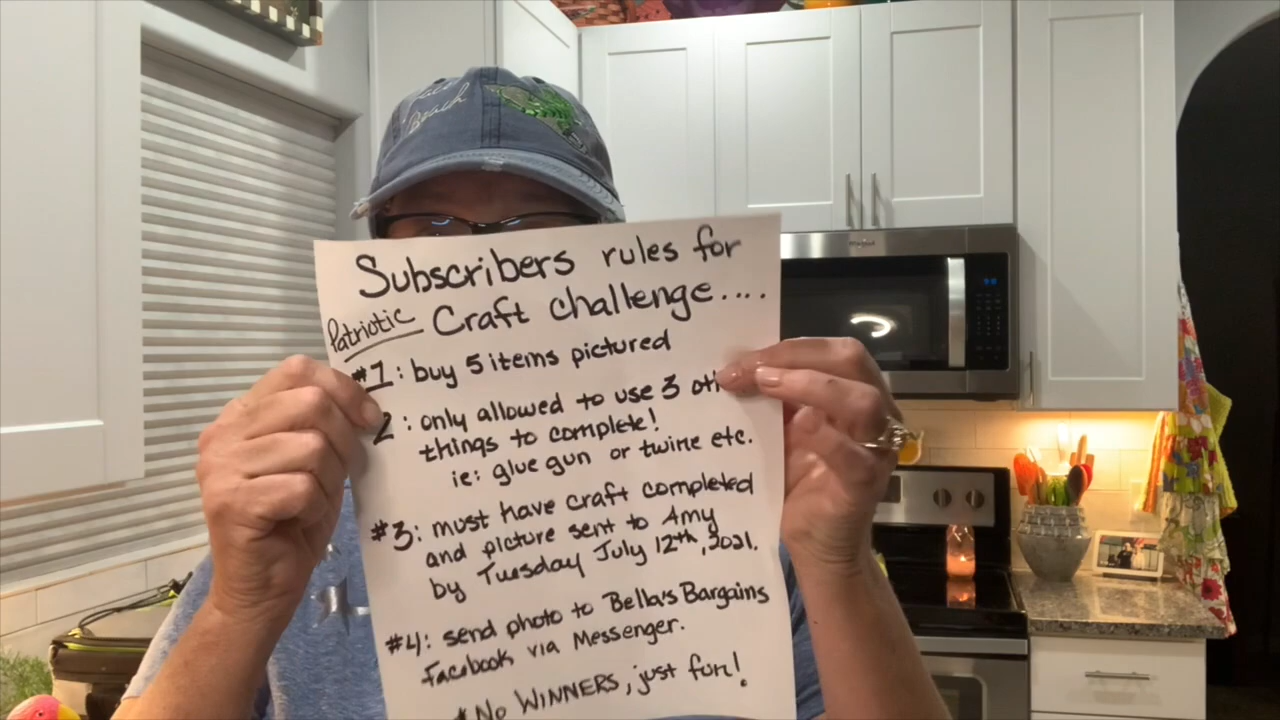 Beach
Subscribers rules for
Patriotic Craft Challenge....
#1: buy 5 items pictured
2: only allowed to use 3
things to complete!
ie: glue gun or twine etc.
#3: must have craft completed
and picture sent to Amy
by Tuesday July 12th, 2021.
#4: send photo to Bella's Bargains
Facebook via Messenger.
*No WINNERS, just fun!
Whirlpool